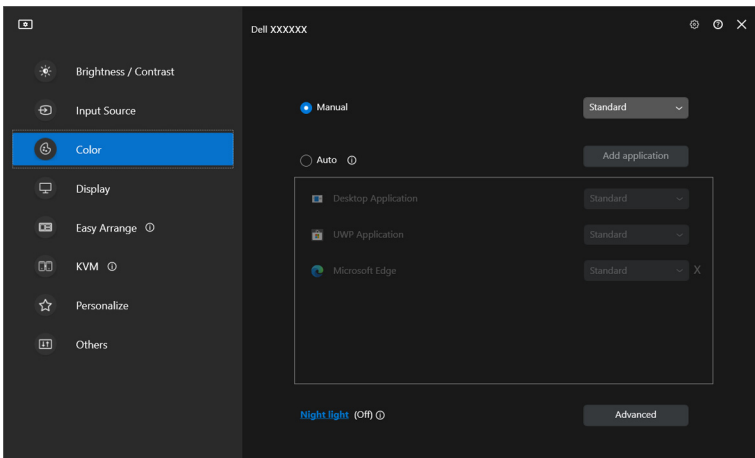 Dell XXXXXX
Brightness / Contrast
Input Source
Color
Display
Easy Arrange
KVM
Personalize
Others
Manual
Standard
Auto
Add application
Desktop Application
Standard
UWP Application
Standard
Microsoft Edge
Standard
X
Night light (Off)
Advanced